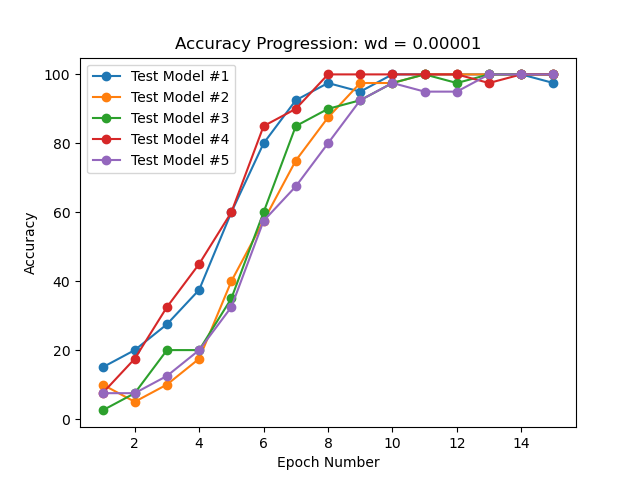 Accuracy Progression: wd = 0.00001
100
80
60
40
20
0
Accuracy
Test Model #1
Test Model #2
Test Model #3
Test Model #4
Test Model #5
2 4 6 8 10 12 14
Epoch Number